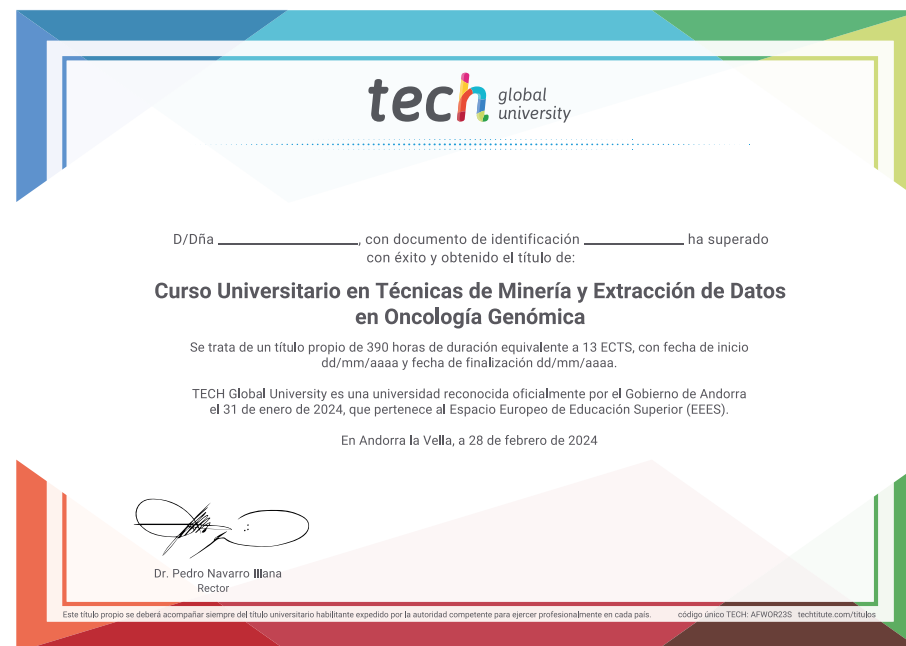 tech global university
D/Dña ____________________, con documento de identificación ______________ ha superado
con éxito y obtenido el título de:
Curso Universitario en Técnicas de Minería y Extracción de Datos
en Oncología Genómica
Se trata de un título propio de 390 horas de duración equivalente a 13 ECTS, con fecha de inicio
dd/mm/aaaa y fecha de finalización dd/mm/aaaa.
TECH Global University es una universidad reconocida oficialmente por el Gobierno de Andorra
el 31 de enero de 2024, que pertenece al Espacio Europeo de Educación Superior (EEES).
En Andorra la Vella, a 28 de febrero de 2024
Dr. Pedro Navarro Illana
Rector
Este título propio se deberá acompañar siempre del título universitario habilitante expedido por la autoridad competente para ejercer profesionalmente en cada país. código único TECH: AFWOR23S techtitute.com/titulos